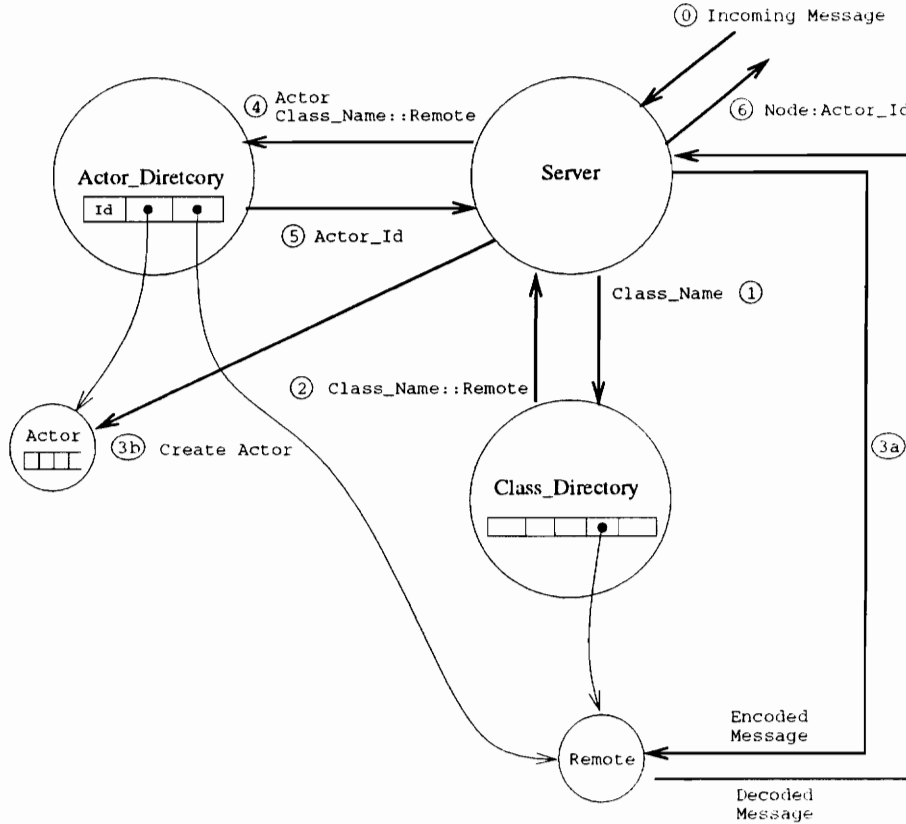 ⓪ Incoming Message
④ Actor
Class_Name::Remote
⑥ Node:Actor_Id
Server
Actor_Diretcory
Id
⑤ Actor_Id
Class_Name ①
② Class_Name::Remote
Actor
3b Create Actor
3a
Class_Directory
Encoded
Message
Remote
Decoded
Message